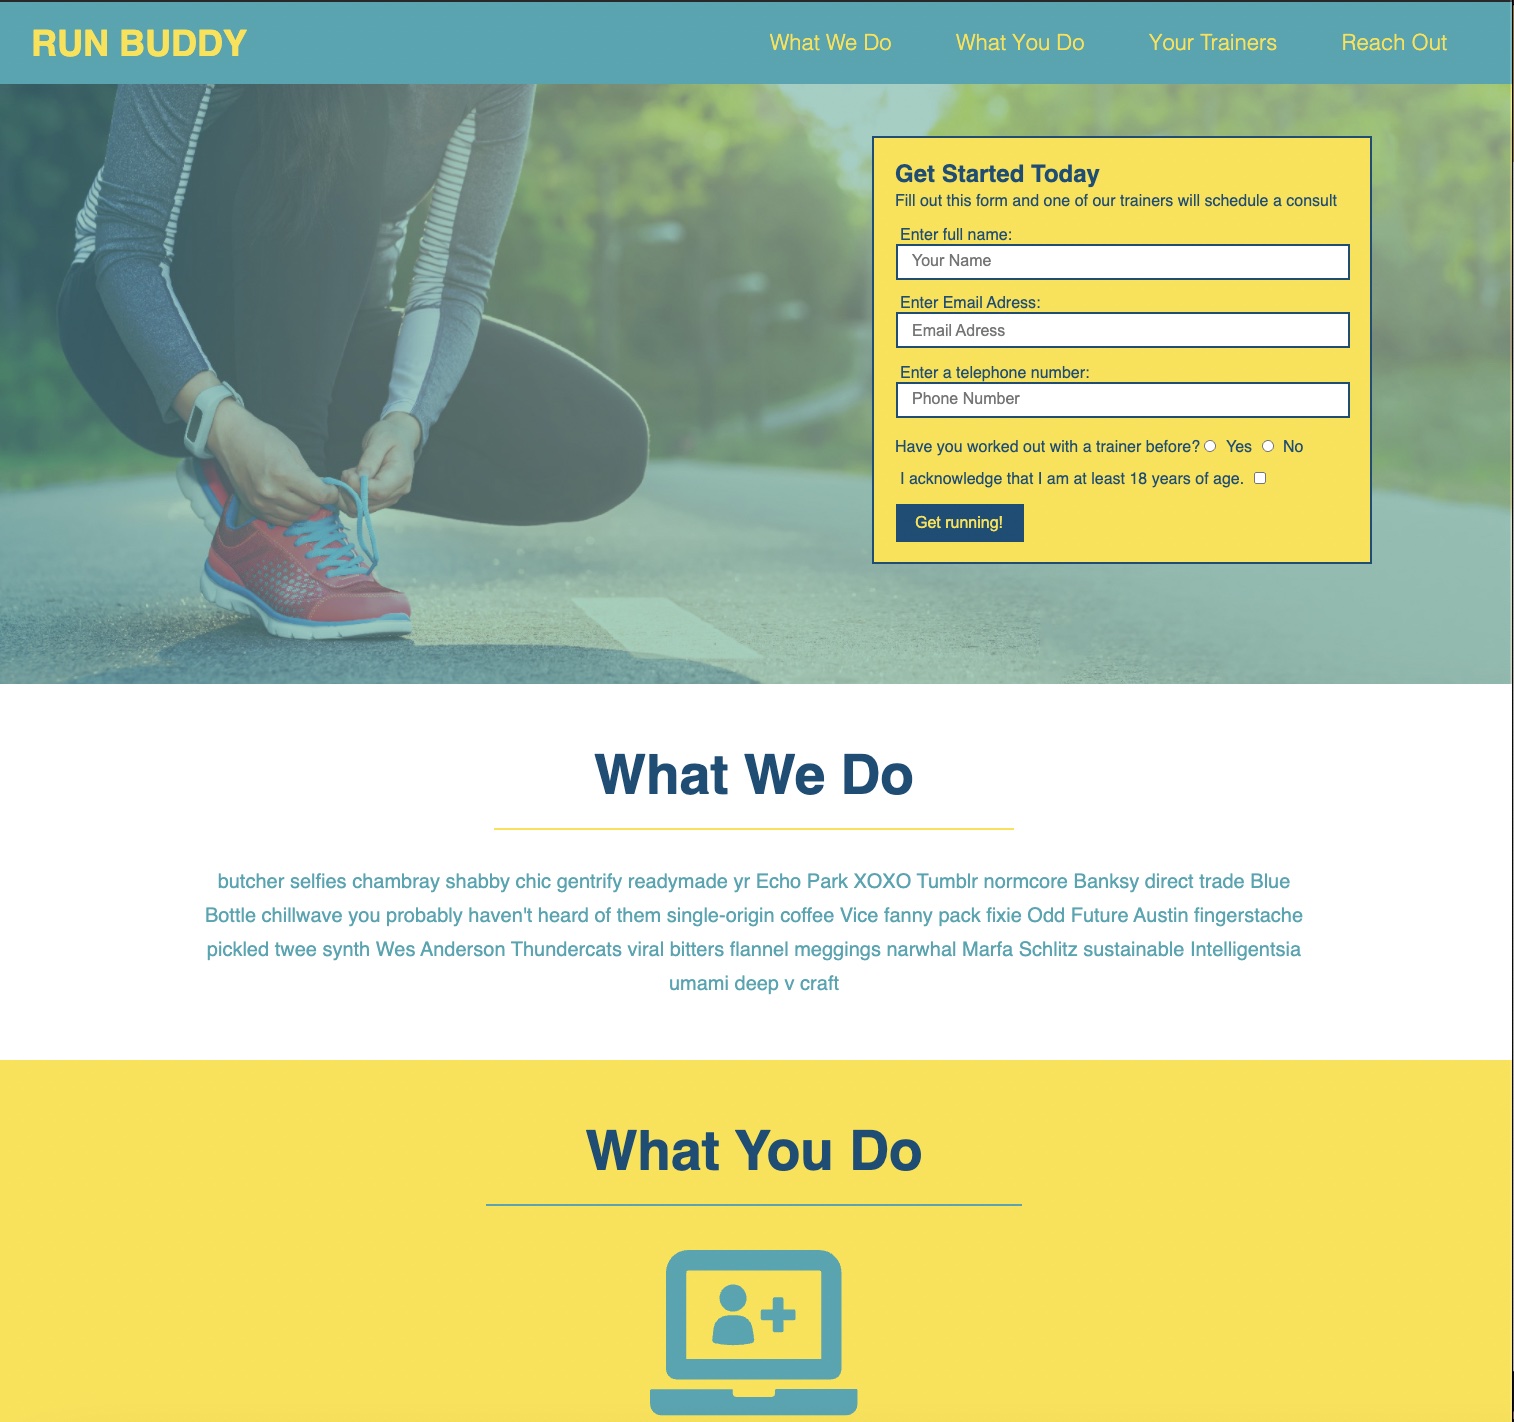 RUN BUDDY
What We Do
What You Do
Your Trainers
Reach Out
Get Started Today
Fill out this form and one of our trainers will schedule a consult
Enter full name:
Your Name
Enter Email Adress:
Email Adress
Enter a telephone number:
Phone Number
Have you worked out with a trainer before? Yes No
I acknowledge that I am at least 18 years of age.
Get running!
What We Do
butcher selfies chambray shabby chic gentrify readymade yr Echo Park XOXO Tumblr normcore Banksy direct trade Blue
Bottle chillwave you probably haven't heard of them single-origin coffee Vice fanny pack fixie Odd Future Austin fingerstache
pickled twee synth Wes Anderson Thundercats viral bitters flannel meggings narwhal Marfa Schlitz sustainable Intelligentsia
umami deep v craft
What You Do